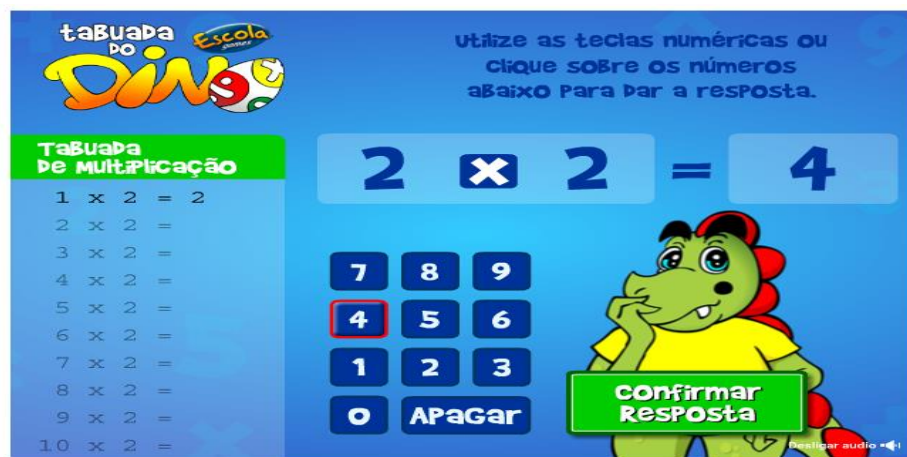 taBuaDa
DO
DiNO
Escola
games
Utilize as teclas numéricas ou
clique soBre os números
aBaixo Para Dar a resPosta.
TaBuaDa
De MultiPlicação
1 x 2 = 2
2 x 2 =
3 x 2 =
4 x 2 =
5 x 2 =
6 x 2 =
7 x 2 =
8 x 2 =
9 x 2 =
10 x 2 =
2 x 2 = 4
7 8 9
4 5 6
1 2 3
0 APaGar
Confirmar
ResPosta
Desligar audio